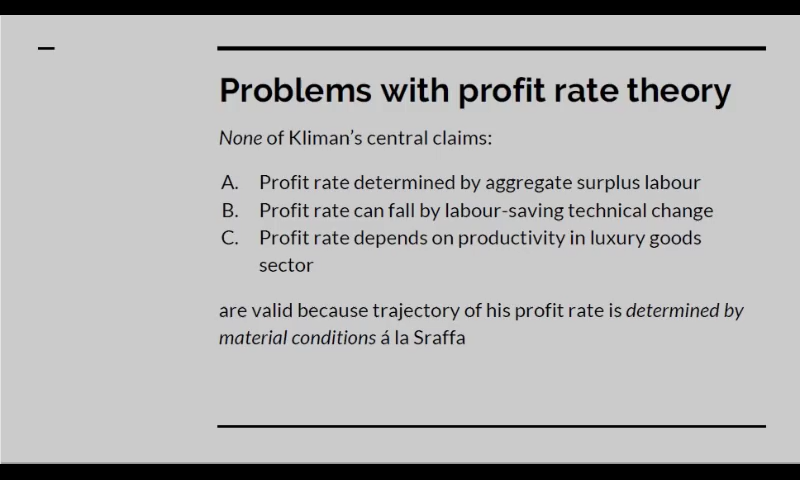 Problems with profit rate theory
None of Kliman's central claims:
A. Profit rate determined by aggregate surplus labour
B. Profit rate can fall by labour-saving technical change
C. Profit rate depends on productivity in luxury goods
sector
are valid because trajectory of his profit rate is determined by
material conditions á la Sraffa